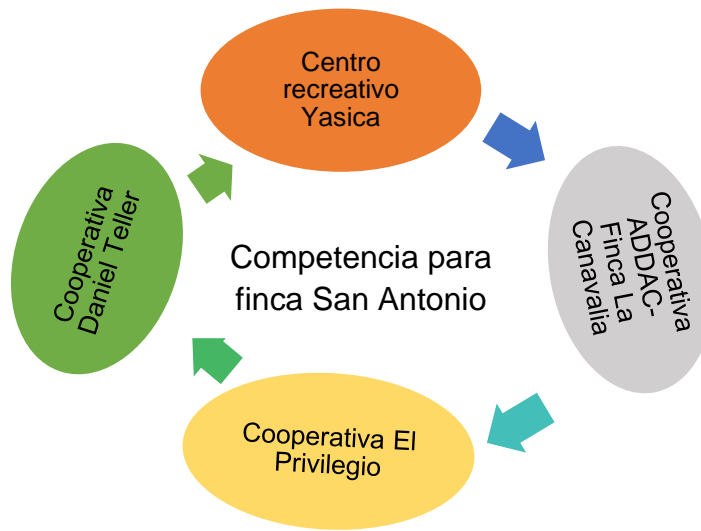 Centro
recreativo
Yasica
Cooperativa
ADDAC-
Finca La
Canavalia
Cooperativa El
Privilegio
Cooperativa
Daniel Teller
Competencia para
finca San Antonio